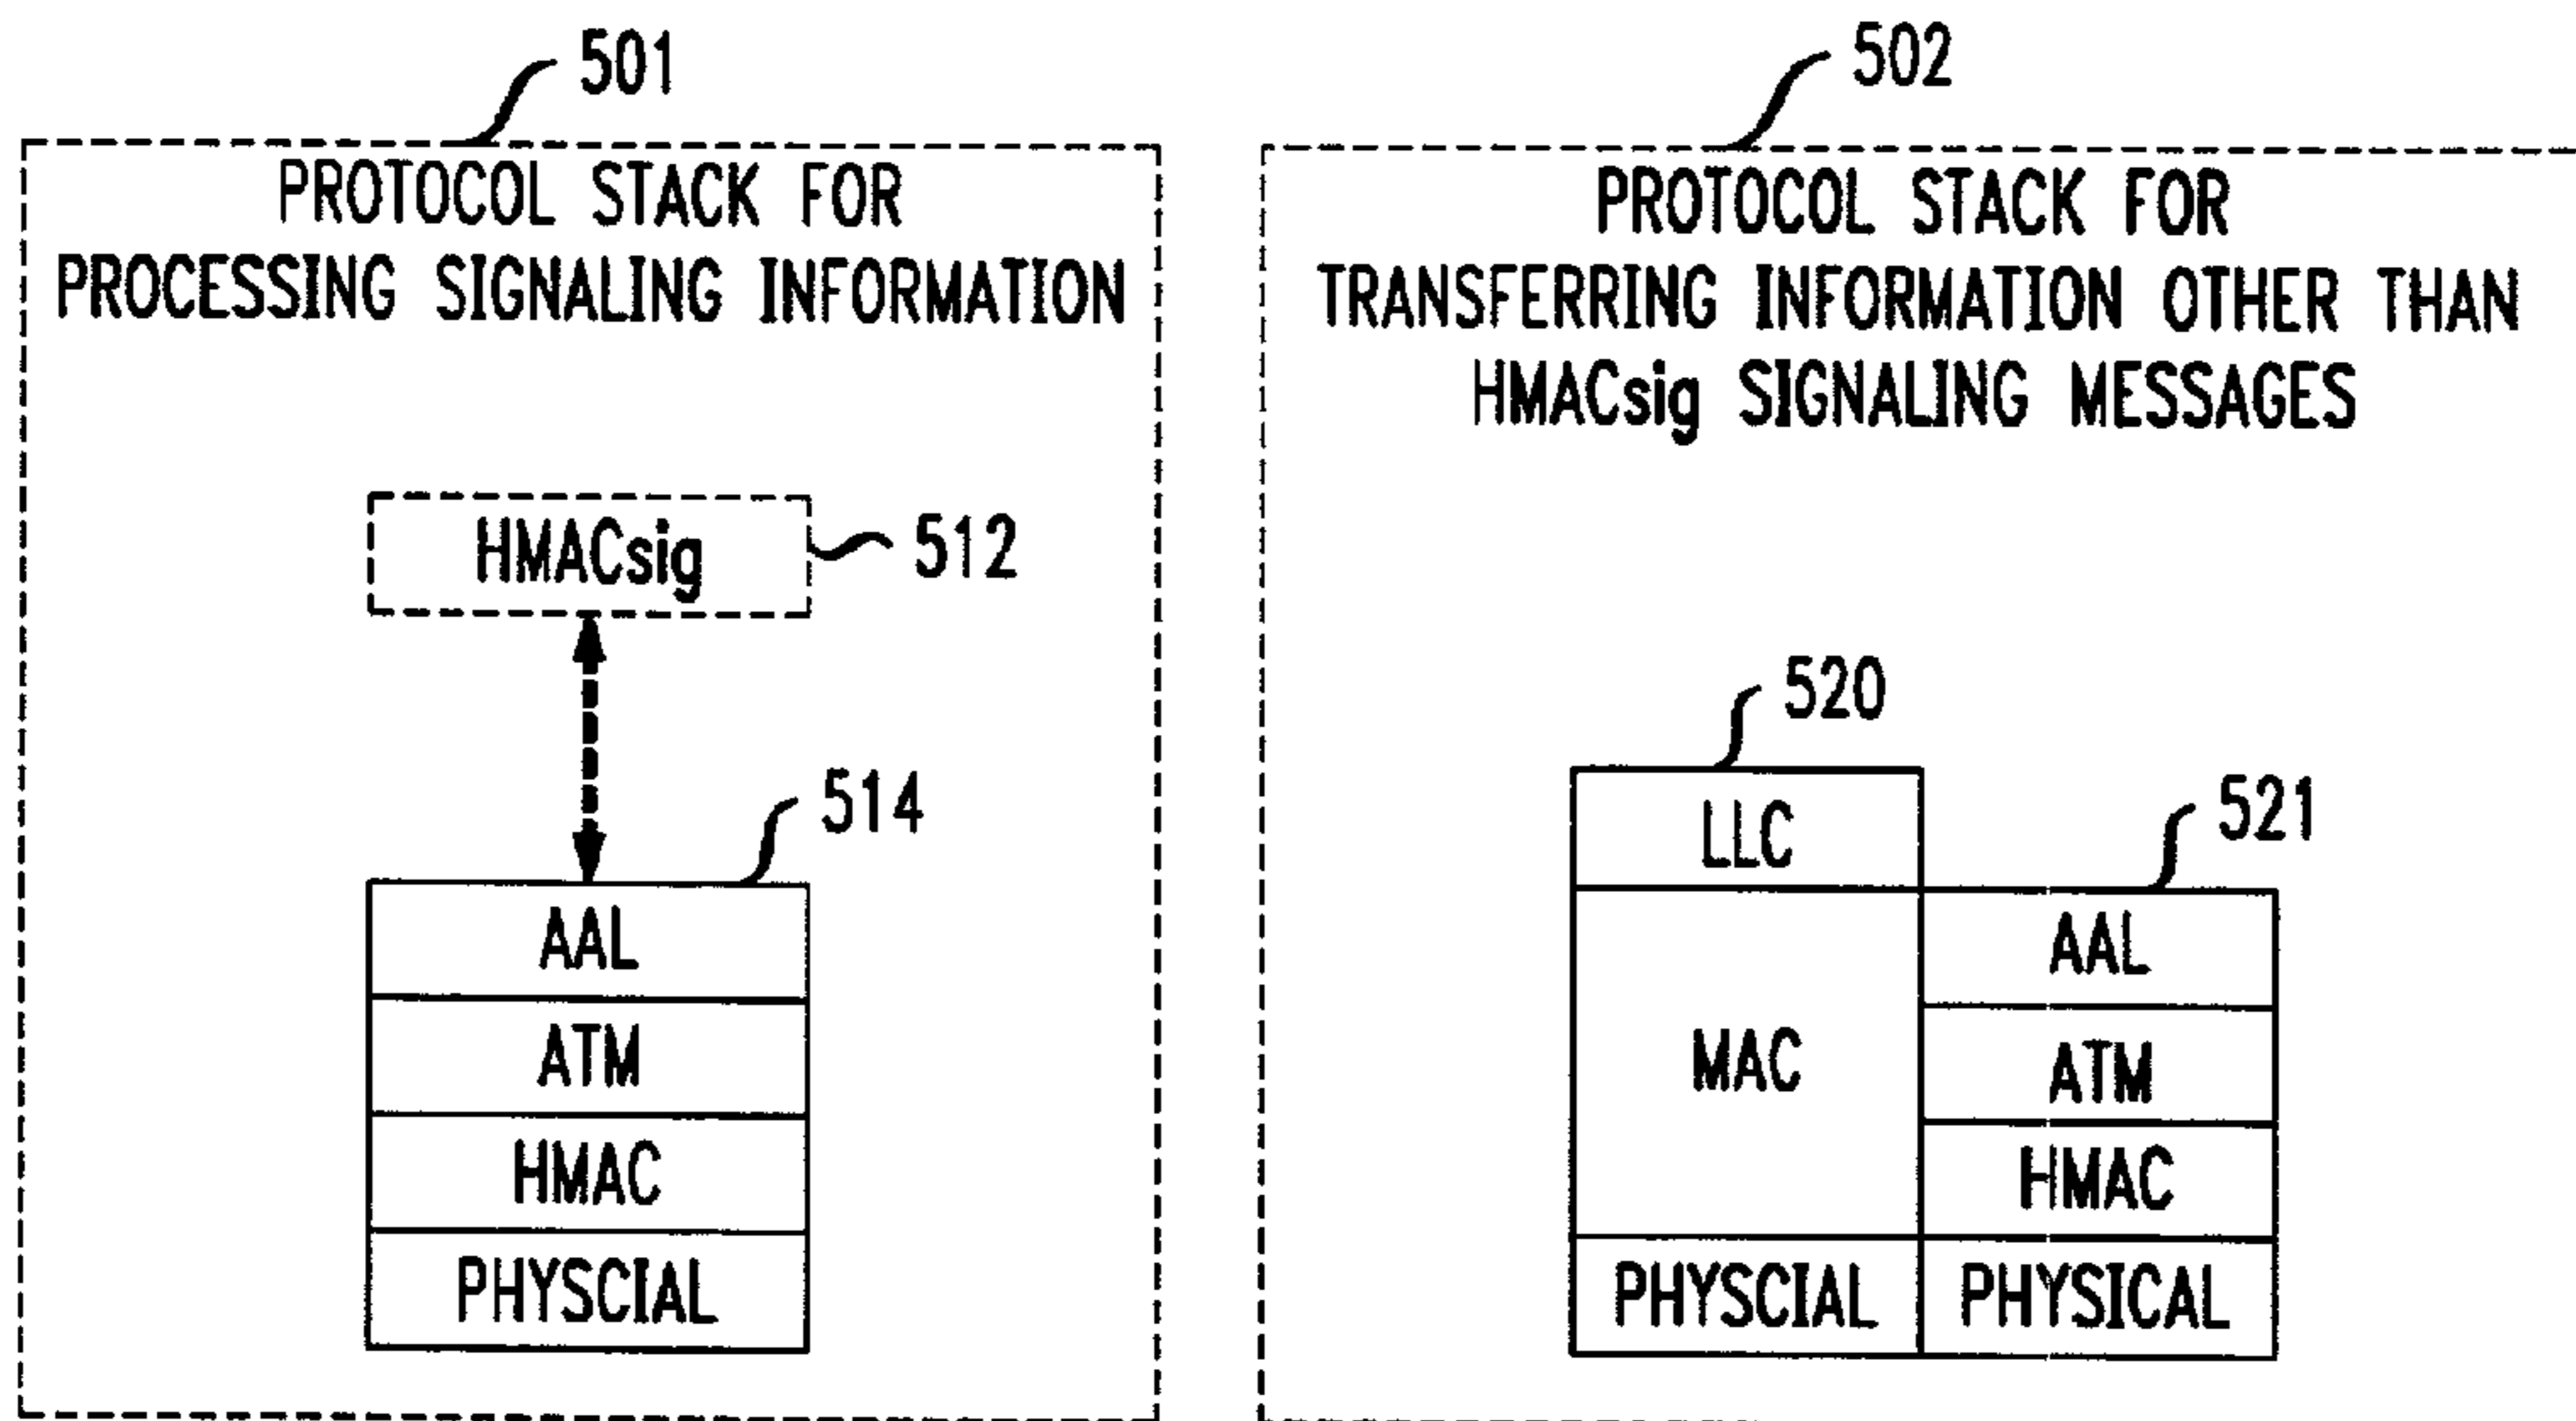 501
PROTOCOL STACK FOR
PROCESSING SIGNALING INFORMATION
HMACsig
512
514
AAL
ATM
HMAC
PHYSCIAL
502
PROTOCOL STACK FOR
TRANSFERRING INFORMATION OTHER THAN
HMACsig SIGNALING MESSAGES
520
LLC
MAC
PHYSCIAL
521
AAL
ATM
HMAC
PHYSICAL